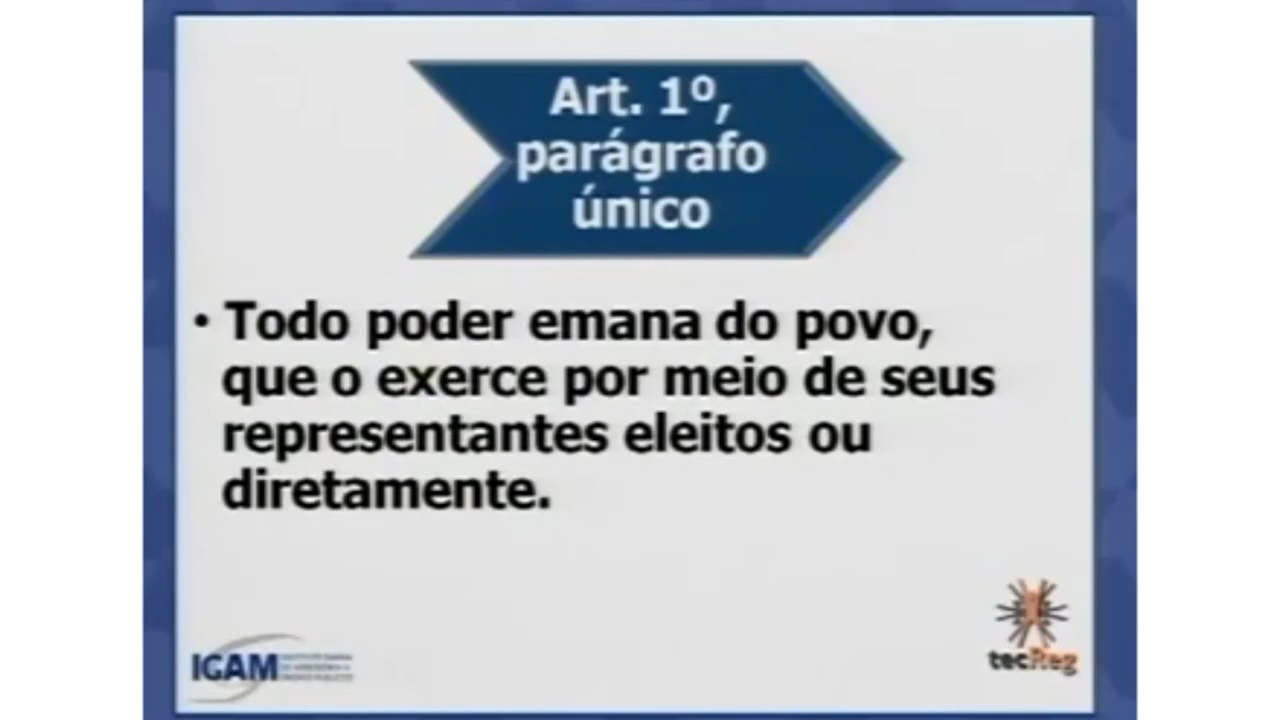 Art. 1º,
parágrafo
único
• Todo poder emana do povo,
que o exerce por meio de seus
representantes eleitos ou
diretamente.
IGAM
tecReg